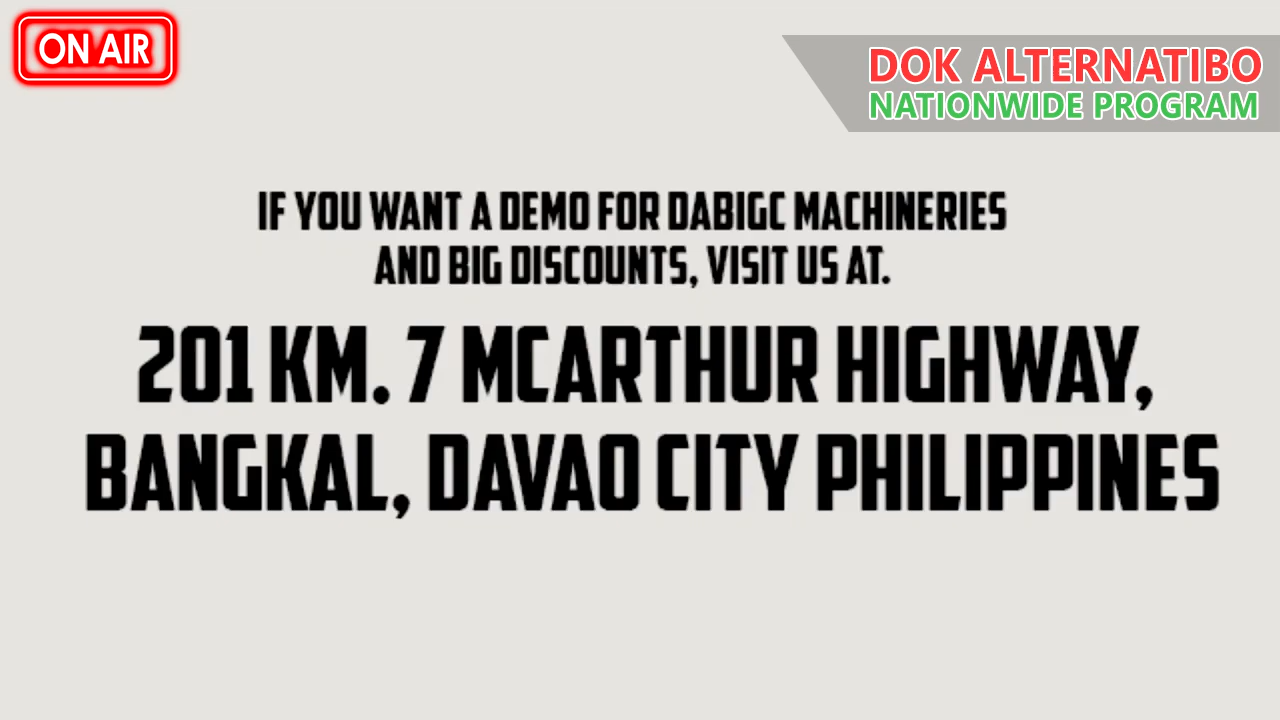 ON AIR
DOK ALTERNATIBO
NATIONWIDE PROGRAM
IF YOU WANT A DEMO FOR DABIGC MACHINERIES
AND BIG DISCOUNTS, VISIT US AT.
201 KM. 7 MCARTHUR HIGHWAY,
BANGKAL, DAVAO CITY PHILIPPINES